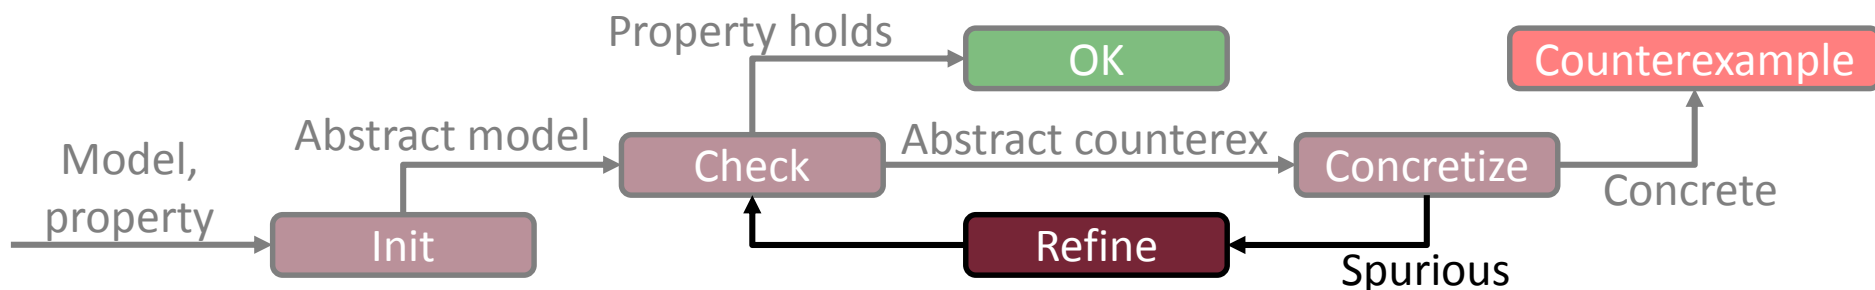 Property holds
OK
Counterexample
Abstract model
Check
Abstract counterex
Concretize
Model,
property
Concrete
Init
Refine
Spurious